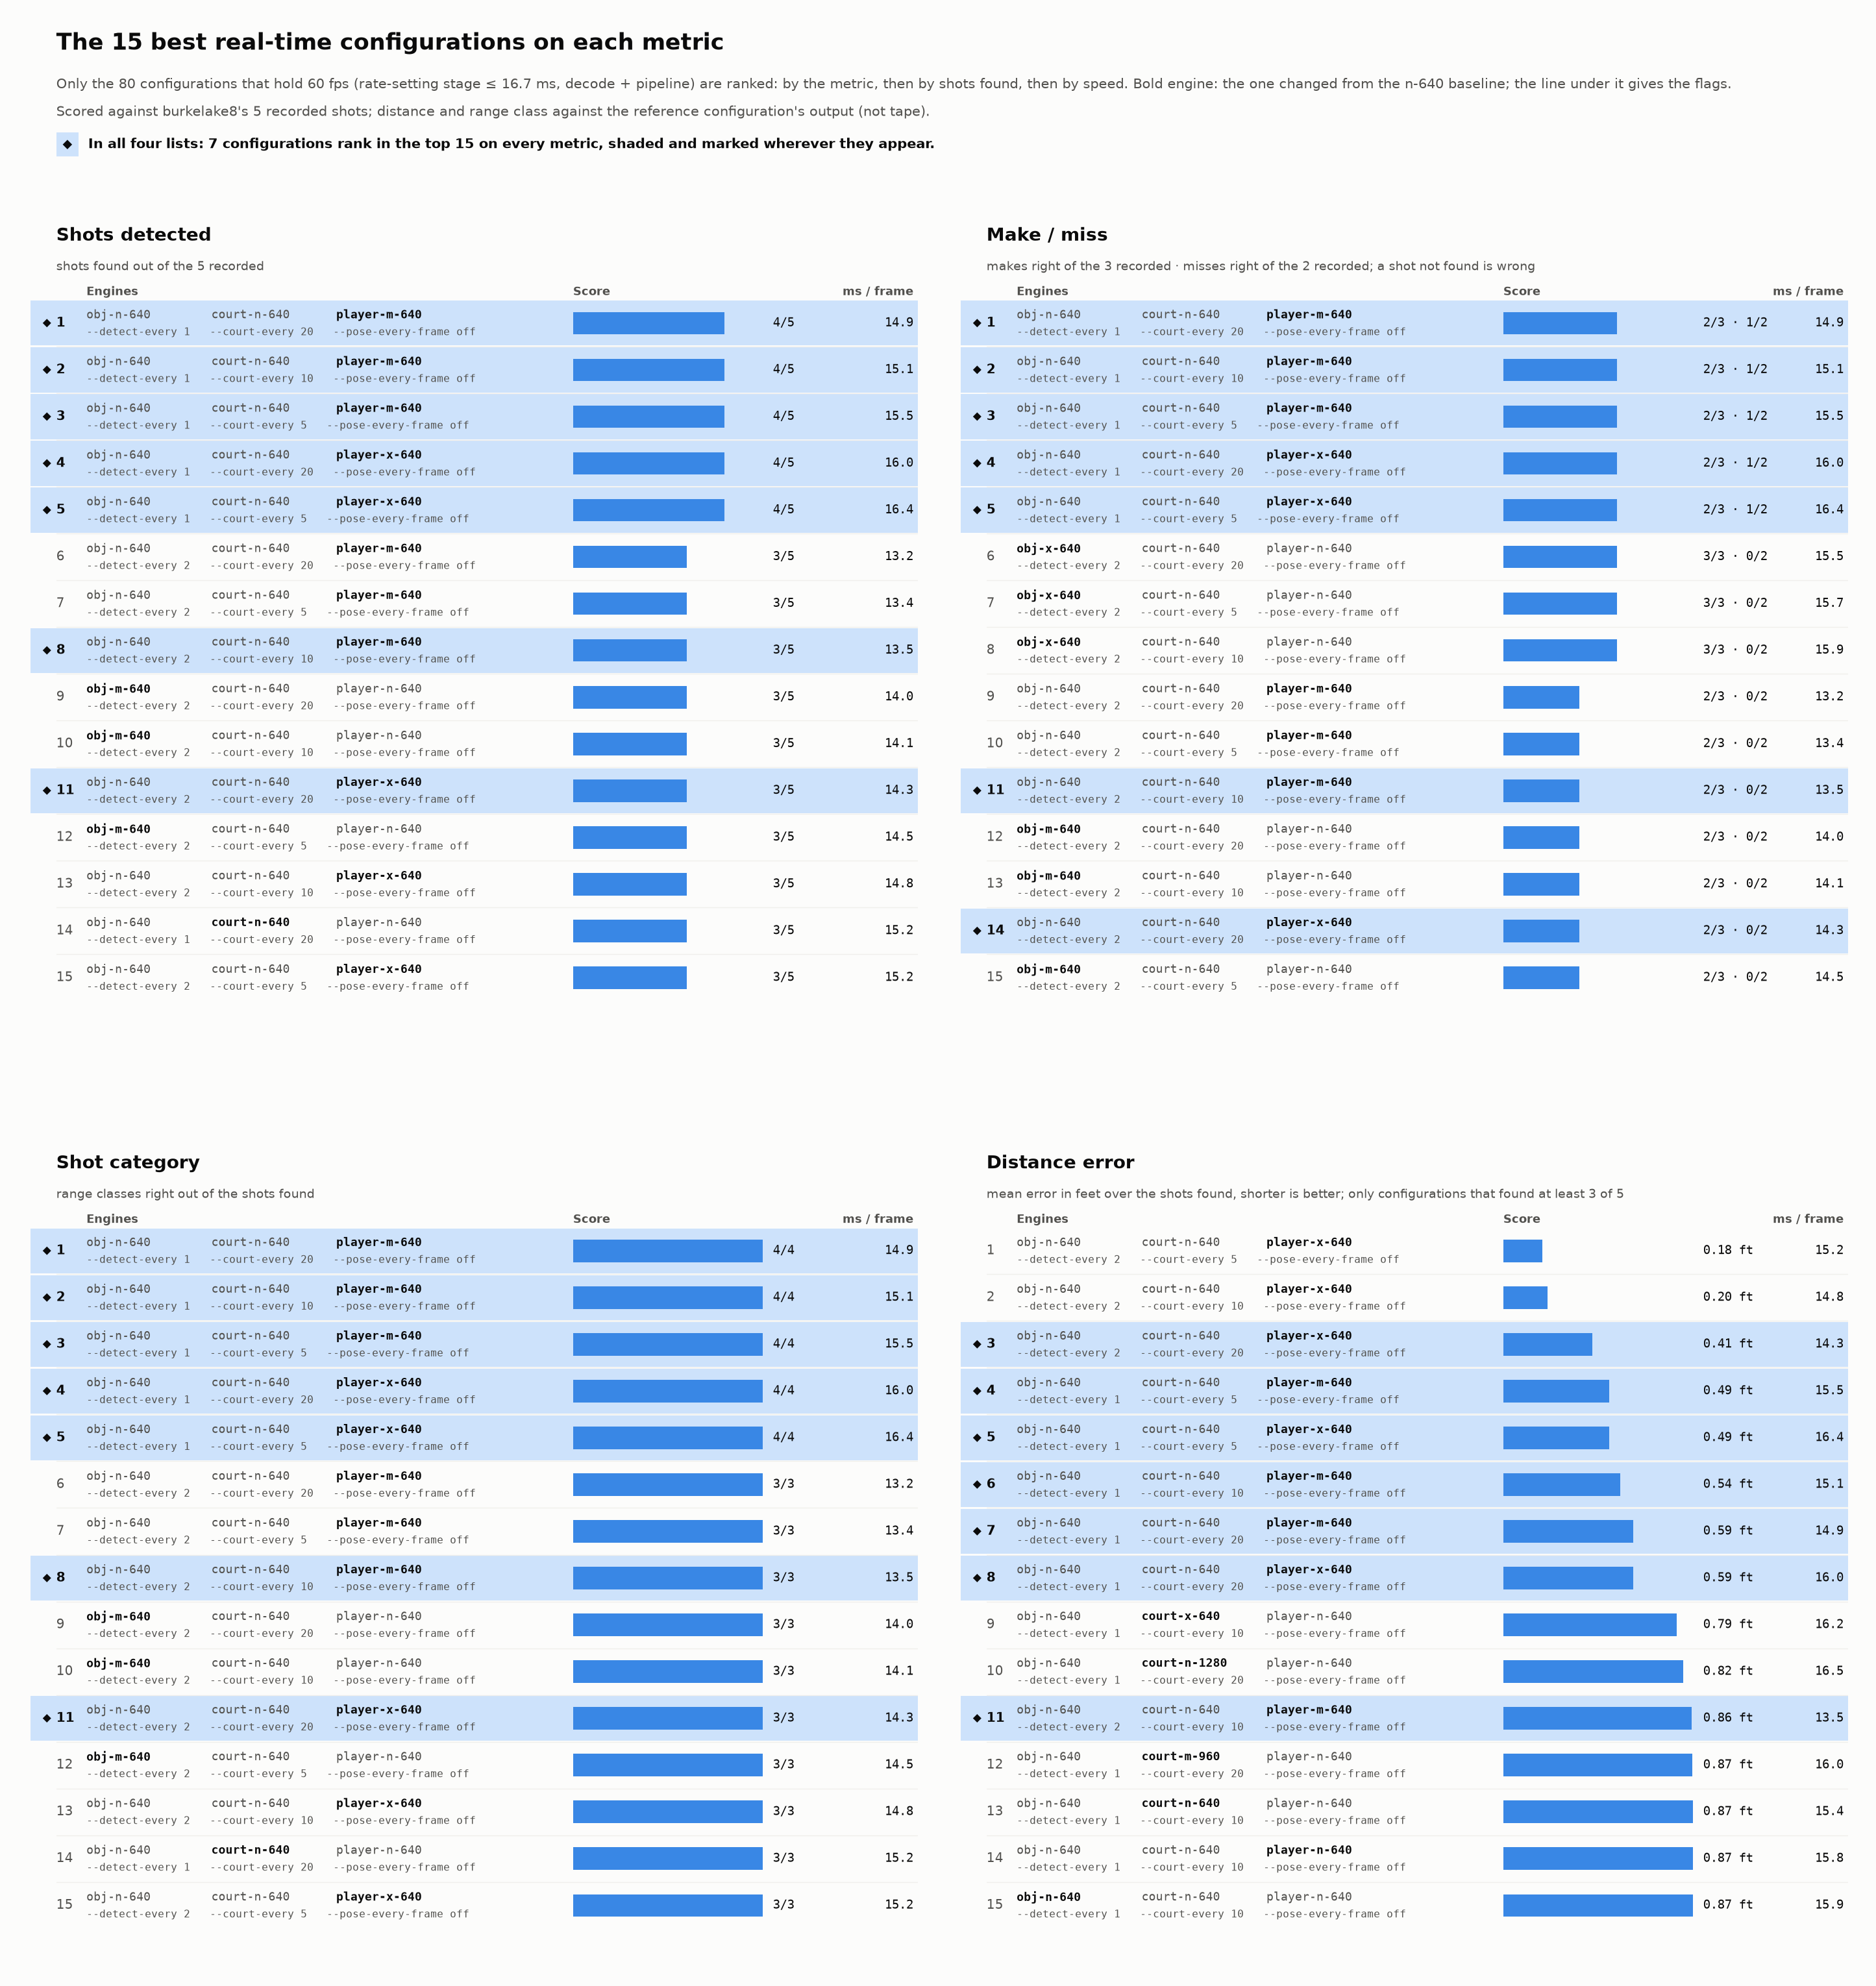 The 15 best real-time configurations on each metric
Only the 80 configurations that hold 60 fps (rate-setting stage ≤ 16.7 ms, decode + pipeline) are ranked: by the metric, then by shots found, then by speed. Bold engine: the one changed from the n-640 baseline; the line under it gives the flags.
Scored against burkelake8's 5 recorded shots; distance and range class against the reference configuration's output (not tape).
◆ In all four lists: 7 configurations rank in the top 15 on every metric, shaded and marked wherever they appear.
Shots detected
shots found out of the 5 recorded
Engines Score ms / frame
◆ 1 obj-n-640 court-n-640 player-m-640 4/5 14.9
--detect-every 1 --court-every 20 --pose-every-frame off
◆ 2 obj-n-640 court-n-640 player-m-640 4/5 15.1
--detect-every 1 --court-every 10 --pose-every-frame off
◆ 3 obj-n-640 court-n-640 player-m-640 4/5 15.5
--detect-every 1 --court-every 5 --pose-every-frame off
◆ 4 obj-n-640 court-n-640 player-x-640 4/5 16.0
--detect-every 1 --court-every 20 --pose-every-frame off
◆ 5 obj-n-640 court-n-640 player-x-640 4/5 16.4
--detect-every 1 --court-every 5 --pose-every-frame off
6 obj-n-640 court-n-640 player-m-640 3/5 13.2
--detect-every 2 --court-every 20 --pose-every-frame off
7 obj-n-640 court-n-640 player-m-640 3/5 13.4
--detect-every 2 --court-every 5 --pose-every-frame off
◆ 8 obj-n-640 court-n-640 player-m-640 3/5 13.5
--detect-every 2 --court-every 10 --pose-every-frame off
9 obj-m-640 court-n-640 player-n-640 3/5 14.0
--detect-every 2 --court-every 20 --pose-every-frame off
10 obj-m-640 court-n-640 player-n-640 3/5 14.1
--detect-every 2 --court-every 10 --pose-every-frame off
◆ 11 obj-n-640 court-n-640 player-x-640 3/5 14.3
--detect-every 2 --court-every 20 --pose-every-frame off
12 obj-m-640 court-n-640 player-n-640 3/5 14.5
--detect-every 2 --court-every 5 --pose-every-frame off
13 obj-n-640 court-n-640 player-x-640 3/5 14.8
--detect-every 2 --court-every 10 --pose-every-frame off
14 obj-n-640 court-n-640 player-n-640 3/5 15.2
--detect-every 1 --court-every 20 --pose-every-frame off
15 obj-n-640 court-n-640 player-x-640 3/5 15.2
--detect-every 2 --court-every 5 --pose-every-frame off
Make / miss
makes right of the 3 recorded · misses right of the 2 recorded; a shot not found is wrong
Engines Score ms / frame
◆ 1 obj-n-640 court-n-640 player-m-640 2/3 · 1/2 14.9
--detect-every 1 --court-every 20 --pose-every-frame off
◆ 2 obj-n-640 court-n-640 player-m-640 2/3 · 1/2 15.1
--detect-every 1 --court-every 10 --pose-every-frame off
◆ 3 obj-n-640 court-n-640 player-m-640 2/3 · 1/2 15.5
--detect-every 1 --court-every 5 --pose-every-frame off
◆ 4 obj-n-640 court-n-640 player-x-640 2/3 · 1/2 16.0
--detect-every 1 --court-every 20 --pose-every-frame off
◆ 5 obj-n-640 court-n-640 player-x-640 2/3 · 1/2 16.4
--detect-every 1 --court-every 5 --pose-every-frame off
6 obj-x-640 court-n-640 player-n-640 3/3 · 0/2 15.5
--detect-every 2 --court-every 20 --pose-every-frame off
7 obj-x-640 court-n-640 player-n-640 3/3 · 0/2 15.7
--detect-every 2 --court-every 5 --pose-every-frame off
8 obj-x-640 court-n-640 player-n-640 3/3 · 0/2 15.9
--detect-every 2 --court-every 10 --pose-every-frame off
9 obj-n-640 court-n-640 player-m-640 2/3 · 0/2 13.2
--detect-every 2 --court-every 20 --pose-every-frame off
10 obj-n-640 court-n-640 player-m-640 2/3 · 0/2 13.4
--detect-every 2 --court-every 5 --pose-every-frame off
◆ 11 obj-n-640 court-n-640 player-m-640 2/3 · 0/2 13.5
--detect-every 2 --court-every 10 --pose-every-frame off
12 obj-m-640 court-n-640 player-n-640 2/3 · 0/2 14.0
--detect-every 2 --court-every 20 --pose-every-frame off
13 obj-m-640 court-n-640 player-n-640 2/3 · 0/2 14.1
--detect-every 2 --court-every 10 --pose-every-frame off
◆ 14 obj-n-640 court-n-640 player-x-640 2/3 · 0/2 14.3
--detect-every 2 --court-every 20 --pose-every-frame off
15 obj-m-640 court-n-640 player-n-640 2/3 · 0/2 14.5
--detect-every 2 --court-every 5 --pose-every-frame off
Shot category
range classes right out of the shots found
Engines Score ms / frame
◆ 1 obj-n-640 court-n-640 player-m-640 4/4 14.9
--detect-every 1 --court-every 20 --pose-every-frame off
◆ 2 obj-n-640 court-n-640 player-m-640 4/4 15.1
--detect-every 1 --court-every 10 --pose-every-frame off
◆ 3 obj-n-640 court-n-640 player-m-640 4/4 15.5
--detect-every 1 --court-every 5 --pose-every-frame off
◆ 4 obj-n-640 court-n-640 player-x-640 4/4 16.0
--detect-every 1 --court-every 20 --pose-every-frame off
◆ 5 obj-n-640 court-n-640 player-x-640 4/4 16.4
--detect-every 1 --court-every 5 --pose-every-frame off
6 obj-n-640 court-n-640 player-m-640 3/3 13.2
--detect-every 2 --court-every 20 --pose-every-frame off
7 obj-n-640 court-n-640 player-m-640 3/3 13.4
--detect-every 2 --court-every 5 --pose-every-frame off
◆ 8 obj-n-640 court-n-640 player-m-640 3/3 13.5
--detect-every 2 --court-every 10 --pose-every-frame off
9 obj-m-640 court-n-640 player-n-640 3/3 14.0
--detect-every 2 --court-every 20 --pose-every-frame off
10 obj-m-640 court-n-640 player-n-640 3/3 14.1
--detect-every 2 --court-every 10 --pose-every-frame off
◆ 11 obj-n-640 court-n-640 player-x-640 3/3 14.3
--detect-every 2 --court-every 20 --pose-every-frame off
12 obj-m-640 court-n-640 player-n-640 3/3 14.5
--detect-every 2 --court-every 5 --pose-every-frame off
13 obj-n-640 court-n-640 player-x-640 3/3 14.8
--detect-every 2 --court-every 10 --pose-every-frame off
14 obj-n-640 court-n-640 player-n-640 3/3 15.2
--detect-every 1 --court-every 20 --pose-every-frame off
15 obj-n-640 court-n-640 player-x-640 3/3 15.2
--detect-every 2 --court-every 5 --pose-every-frame off
Distance error
mean error in feet over the shots found, shorter is better; only configurations that found at least 3 of 5
Engines Score ms / frame
1 obj-n-640 court-n-640 player-x-640 0.18 ft 15.2
--detect-every 2 --court-every 5 --pose-every-frame off
2 obj-n-640 court-n-640 player-x-640 0.20 ft 14.8
--detect-every 2 --court-every 10 --pose-every-frame off
◆ 3 obj-n-640 court-n-640 player-x-640 0.41 ft 14.3
--detect-every 2 --court-every 20 --pose-every-frame off
◆ 4 obj-n-640 court-n-640 player-m-640 0.49 ft 15.5
--detect-every 1 --court-every 5 --pose-every-frame off
◆ 5 obj-n-640 court-n-640 player-x-640 0.49 ft 16.4
--detect-every 1 --court-every 5 --pose-every-frame off
◆ 6 obj-n-640 court-n-640 player-m-640 0.54 ft 15.1
--detect-every 1 --court-every 10 --pose-every-frame off
◆ 7 obj-n-640 court-n-640 player-m-640 0.59 ft 14.9
--detect-every 1 --court-every 20 --pose-every-frame off
◆ 8 obj-n-640 court-n-640 player-x-640 0.59 ft 16.0
--detect-every 1 --court-every 20 --pose-every-frame off
9 obj-n-640 court-x-640 player-n-640 0.79 ft 16.2
--detect-every 1 --court-every 10 --pose-every-frame off
10 obj-n-640 court-n-1280 player-n-640 0.82 ft 16.5
--detect-every 1 --court-every 20 --pose-every-frame off
◆ 11 obj-n-640 court-n-640 player-m-640 0.86 ft 13.5
--detect-every 2 --court-every 10 --pose-every-frame off
12 obj-n-640 court-m-960 player-n-640 0.87 ft 16.0
--detect-every 1 --court-every 20 --pose-every-frame off
13 obj-n-640 court-n-640 player-n-640 0.87 ft 15.4
--detect-every 1 --court-every 10 --pose-every-frame off
14 obj-n-640 court-n-640 player-n-640 0.87 ft 15.8
--detect-every 1 --court-every 10 --pose-every-frame off
15 obj-n-640 court-n-640 player-n-640 0.87 ft 15.9
--detect-every 1 --court-every 10 --pose-every-frame off